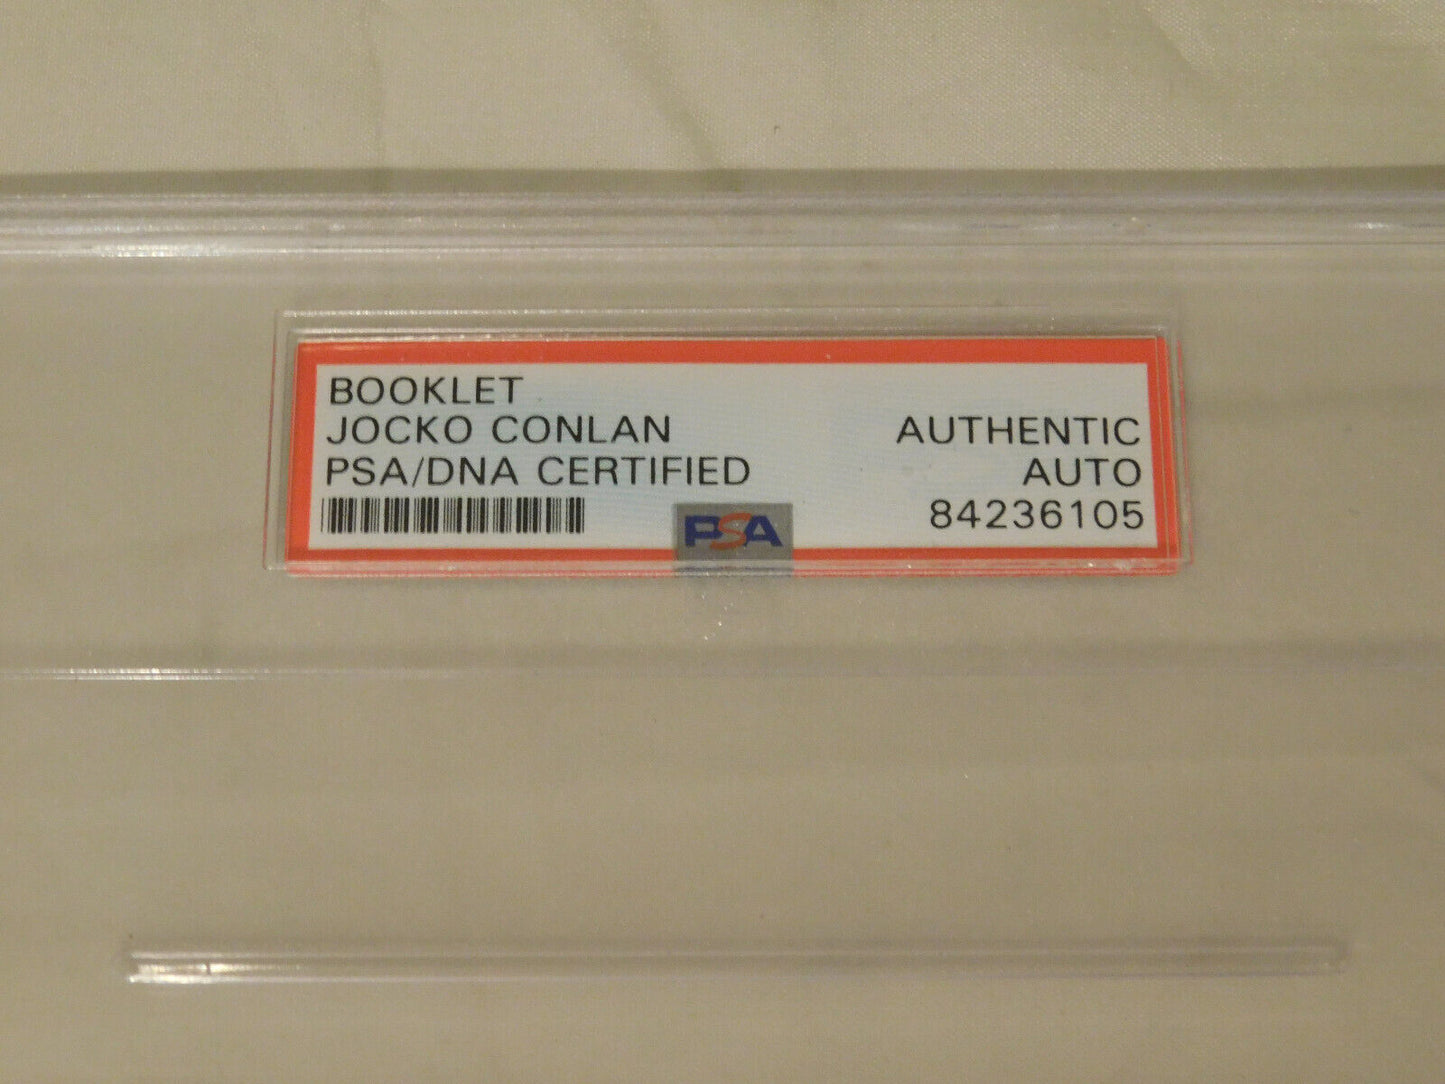 BOOKLET
JOCKO CONLAN AUTHENTIC
PSA/DNA CERTIFIED AUTO
84236105
PSA